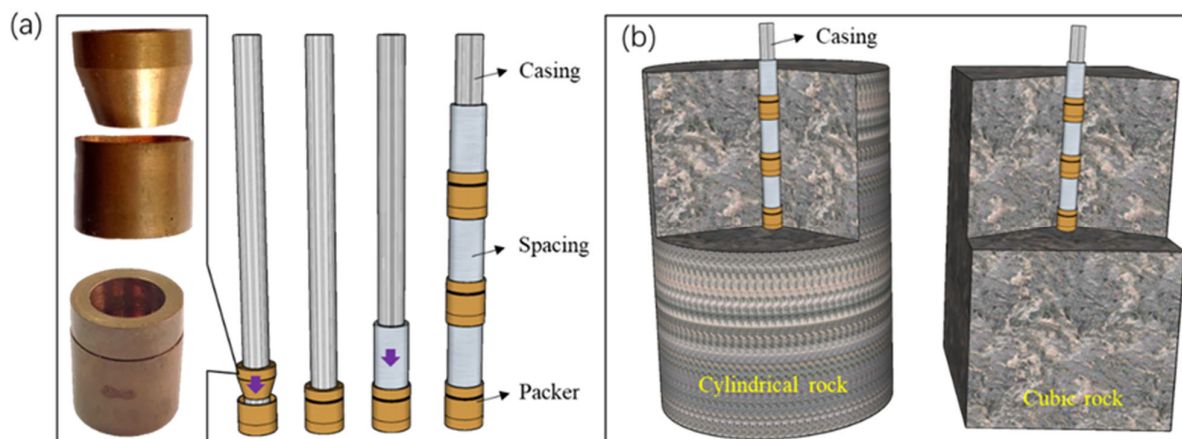 (a)
Casing
Spacing
Packer
(b)
Casing
Cylindrical rock
Cubic rock